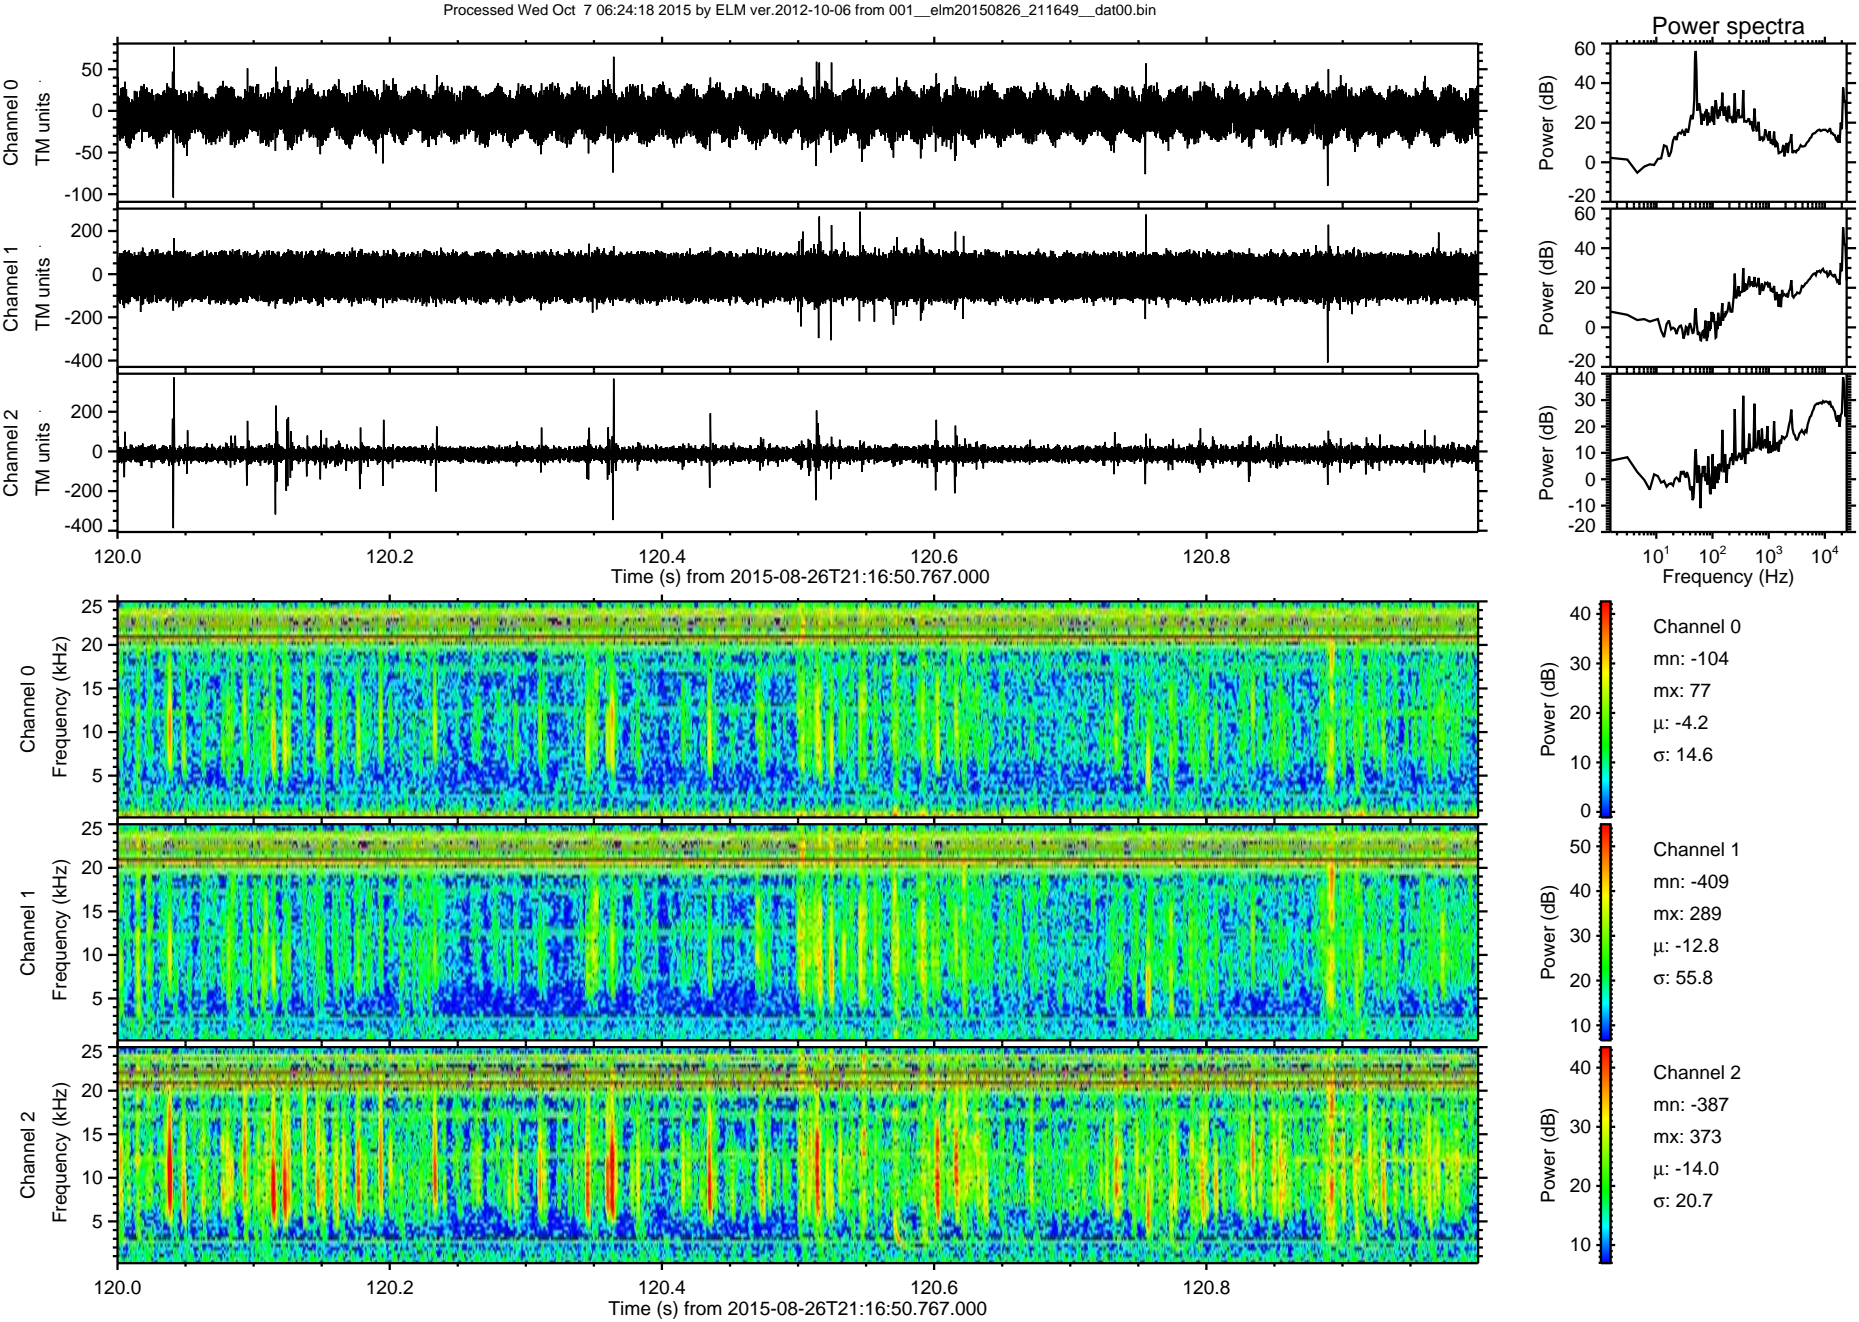 Processed Wed Oct  7 06:24:18 2015 by ELM ver.2012-10-06 from 001__elm20150826_211649__dat00.bin
Power spectra
Channel 0
TM units
50
0
-50
-100
Power (dB)
60
40
20
0
-20
Channel 1
TM units
200
0
-200
-400
Power (dB)
60
40
20
0
-20
Channel 2
TM units
200
0
-200
-400
Power (dB)
40
30
20
10
0
-10
-20
120.0 120.2 120.4 120.6 120.8
Time (s) from 2015-08-26T21:16:50.767.000
10¹ 10² 10³ 10⁴
Frequency (Hz)
Channel 0
Frequency (kHz)
25
20
15
10
5
Power (dB)
40
30
20
10
0
Channel 0
mn: -104
mx: 77
μ: -4.2
σ: 14.6
Channel 1
Frequency (kHz)
25
20
15
10
5
Power (dB)
50
40
30
20
10
Channel 1
mn: -409
mx: 289
μ: -12.8
σ: 55.8
Channel 2
Frequency (kHz)
25
20
15
10
5
Power (dB)
40
30
20
10
Channel 2
mn: -387
mx: 373
μ: -14.0
σ: 20.7
120.0 120.2 120.4 120.6 120.8
Time (s) from 2015-08-26T21:16:50.767.000